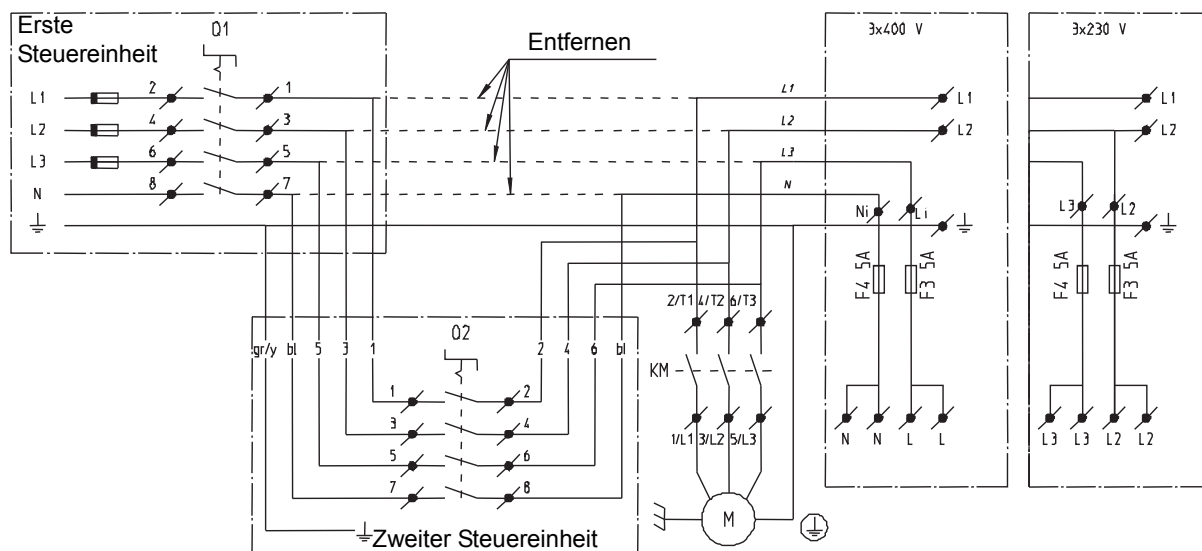 Erste
Steuereinheit
Q1
Entfernen
3x400 V
3x230 V
L1
2
1
L1
L1
L1
L2
4
3
L2
L2
L2
L3
6
5
L3
N
8
7
N
Ni
Li
L3
L2
F4 5A
F3 5A
F4 5A
F3 5A
2/T1
4/T2
6/T3
Q2
gr/y
bl
5
3
1
2
4
6
bl
KM
1
2
3
4
5
6
7
8
1/L1
3/L2
5/L3
N
N
L
L
L3
L3
L2
L2
M
Zweiter Steuereinheit